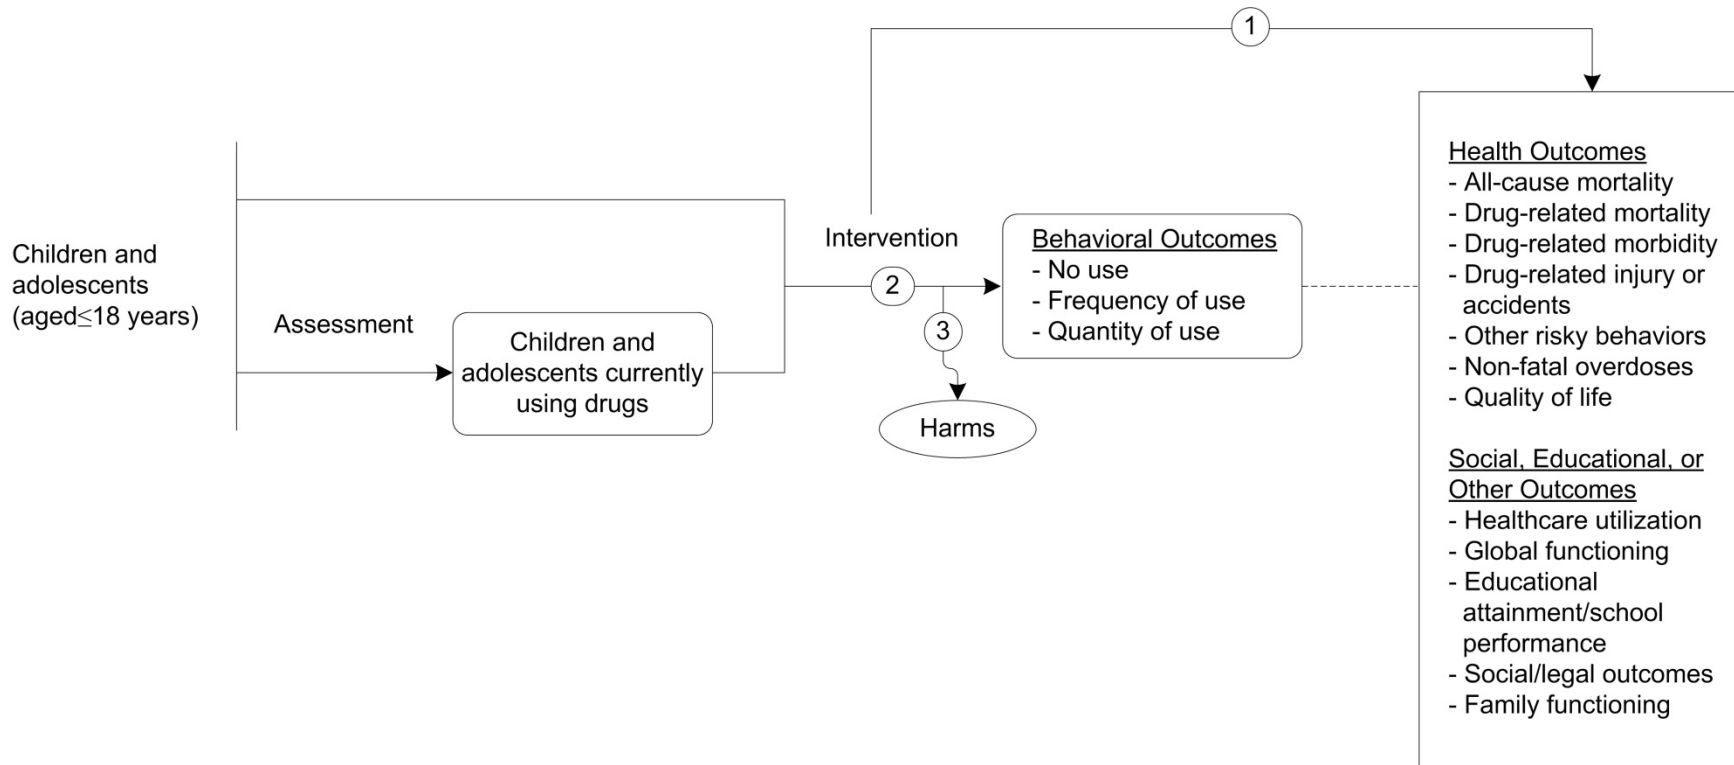 1
Children and
adolescents
(aged≤18 years)
Assessment
Children and
adolescents currently
using drugs
Intervention
2
3
Harms
Behavioral Outcomes
- No use
- Frequency of use
- Quantity of use
Health Outcomes
- All-cause mortality
- Drug-related mortality
- Drug-related morbidity
- Drug-related injury or
accidents
- Other risky behaviors
- Non-fatal overdoses
- Quality of life
Social, Educational, or
Other Outcomes
- Healthcare utilization
- Global functioning
- Educational
attainment/school
performance
- Social/legal outcomes
- Family functioning